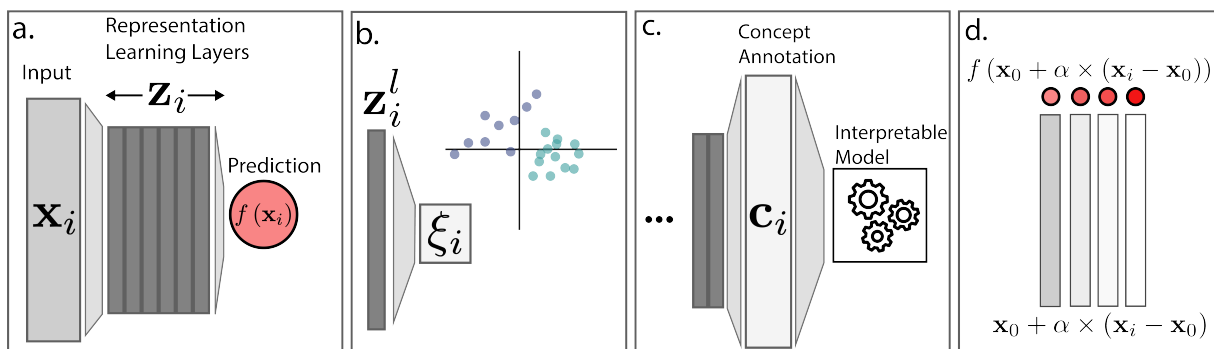 a.
Representation
Learning Layers
Input
z_i
x_i
Prediction
f (x_i)
b.
z_i^l
ξ_i
c.
Concept
Annotation
...
c_i
Interpretable
Model
d.
f (x_0 + α × (x_i − x_0))
x_0 + α × (x_i − x_0)